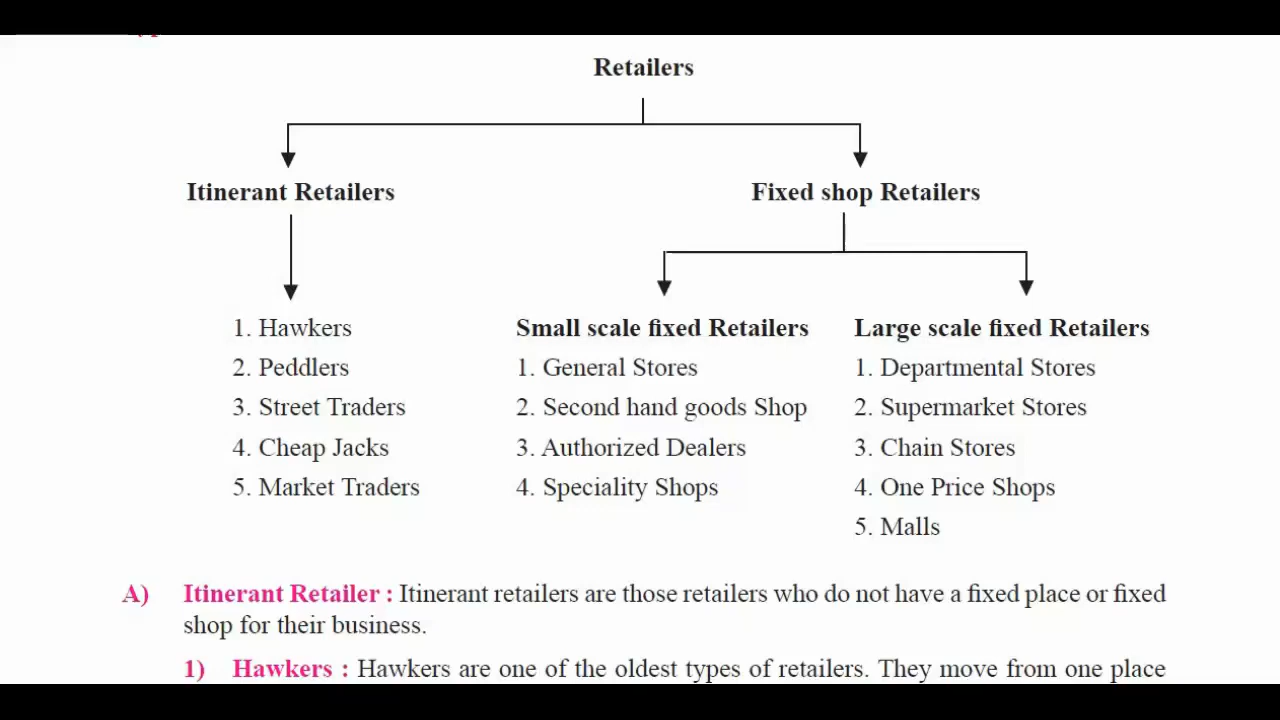 Retailers
Itinerant Retailers
Fixed shop Retailers
1. Hawkers
2. Peddlers
3. Street Traders
4. Cheap Jacks
5. Market Traders
Small scale fixed Retailers
1. General Stores
2. Second hand goods Shop
3. Authorized Dealers
4. Speciality Shops
Large scale fixed Retailers
1. Departmental Stores
2. Supermarket Stores
3. Chain Stores
4. One Price Shops
5. Malls
A) Itinerant Retailer : Itinerant retailers are those retailers who do not have a fixed place or fixed
shop for their business.
1) Hawkers : Hawkers are one of the oldest types of retailers. They move from one place